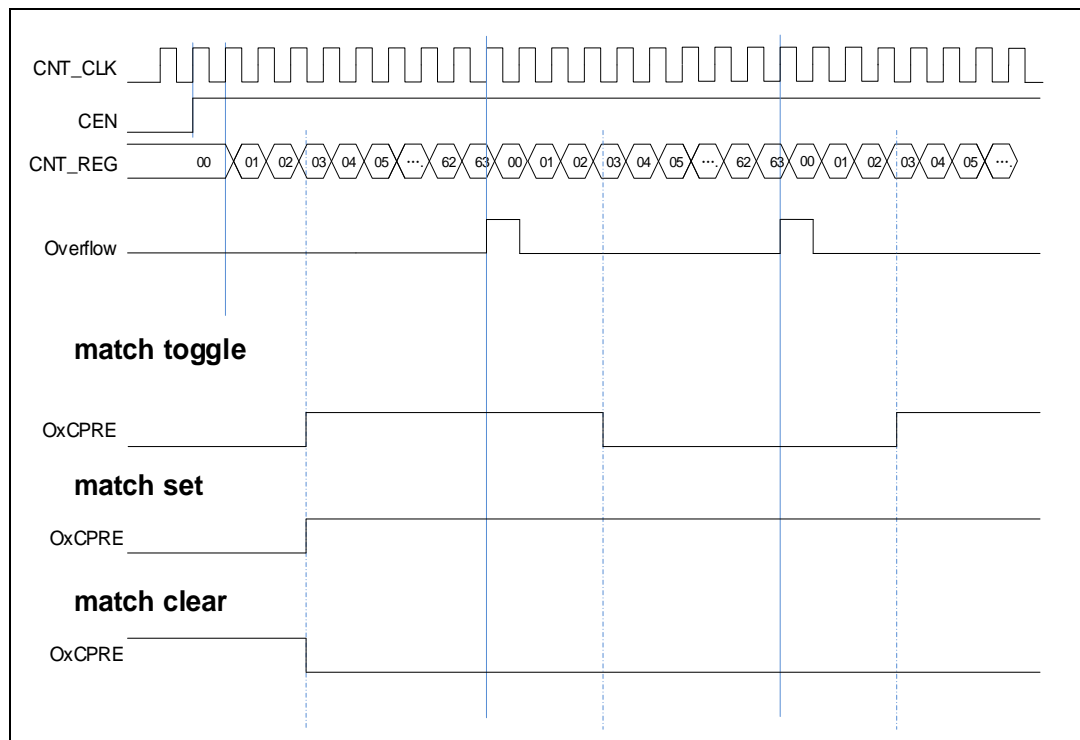 CNT_CLK
CEN
CNT_REG 00 01 02 03 04 05 .... 62 63 00 01 02 03 04 05 .... 62 63 00 01 02 03 04 05 ....
Overflow
match toggle
OxCPRE
match set
OxCPRE
match clear
OxCPRE